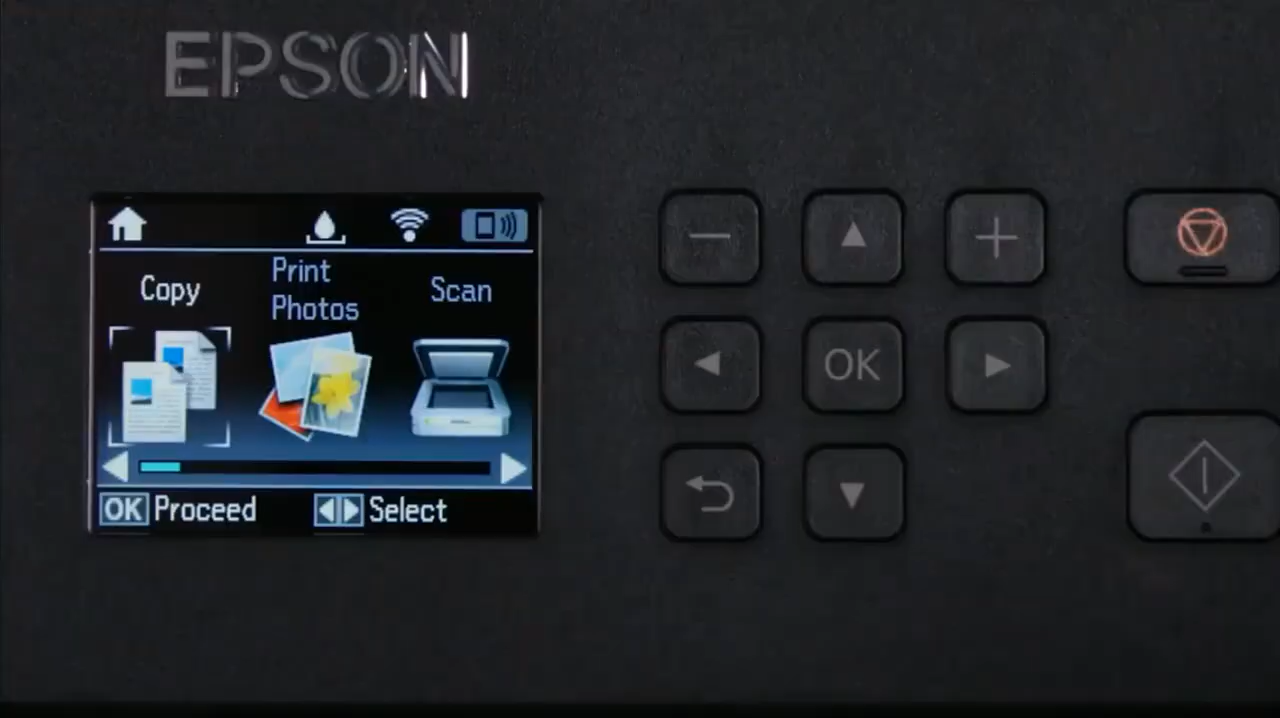 EPSON
Copy
Print
Photos
Scan
OK Proceed
Select
OK